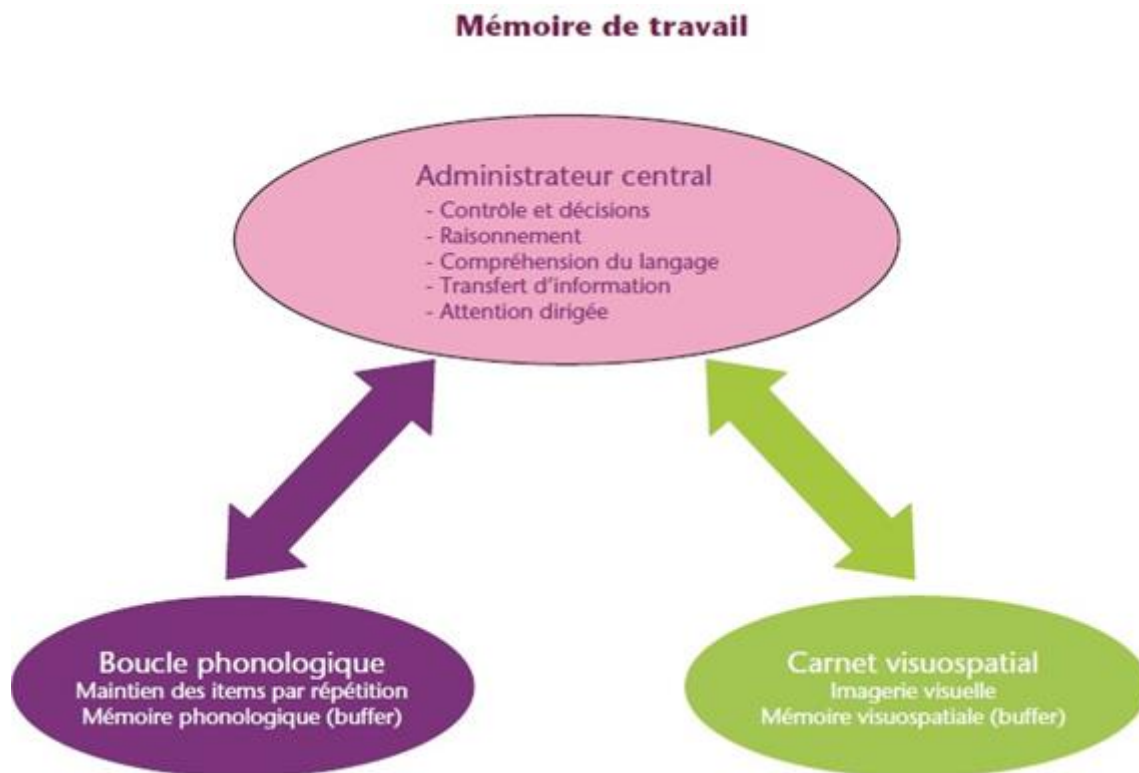 Mémoire de travail
Administrateur central
- Contrôle et décisions
- Raisonnement
- Compréhension du langage
- Transfert d'information
- Attention dirigée
Boucle phonologique
Maintien des items par répétition
Mémoire phonologique (buffer)
Carnet visuospatial
Imagerie visuelle
Mémoire visuospatiale (buffer)